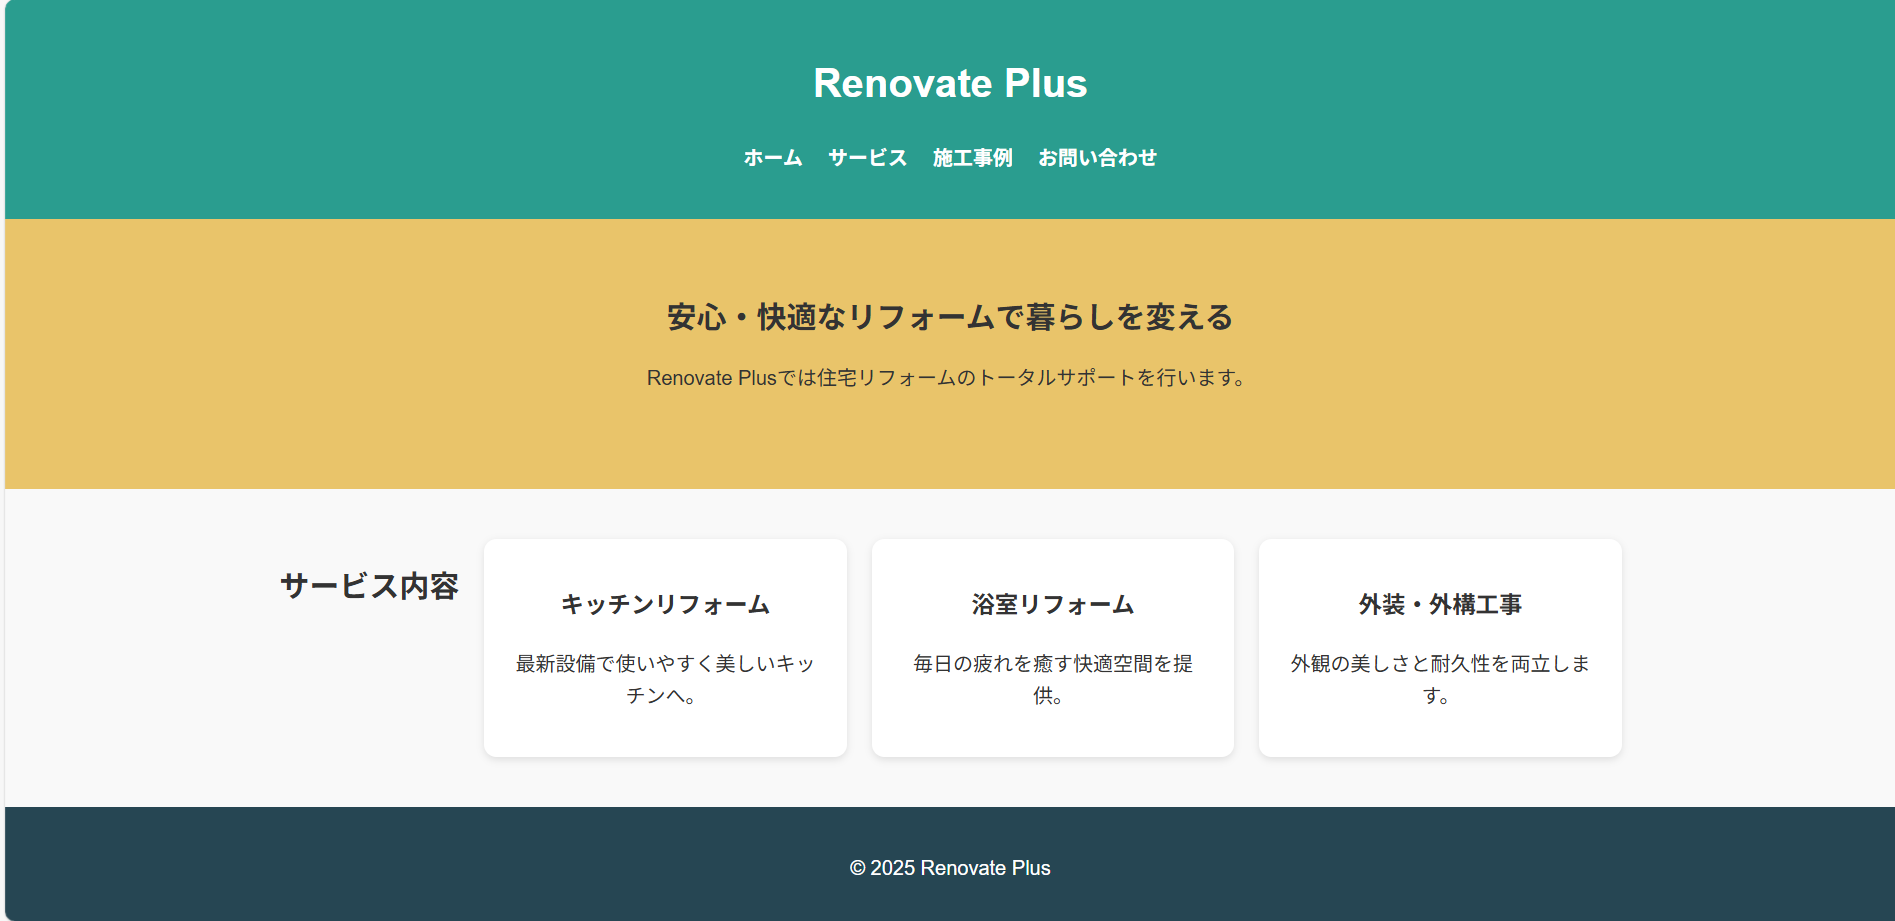 Renovate Plus
ホーム サービス 施工事例 お問い合わせ
安心・快適なリフォームで暮らしを変える
Renovate Plusでは住宅リフォームのトータルサポートを行います。
サービス内容
キッチンリフォーム
最新設備で使いやすく美しいキッ
チンへ。
浴室リフォーム
毎日の疲れを癒す快適空間を提
供。
外装・外構工事
外観の美しさと耐久性を両立しま
す。
© 2025 Renovate Plus